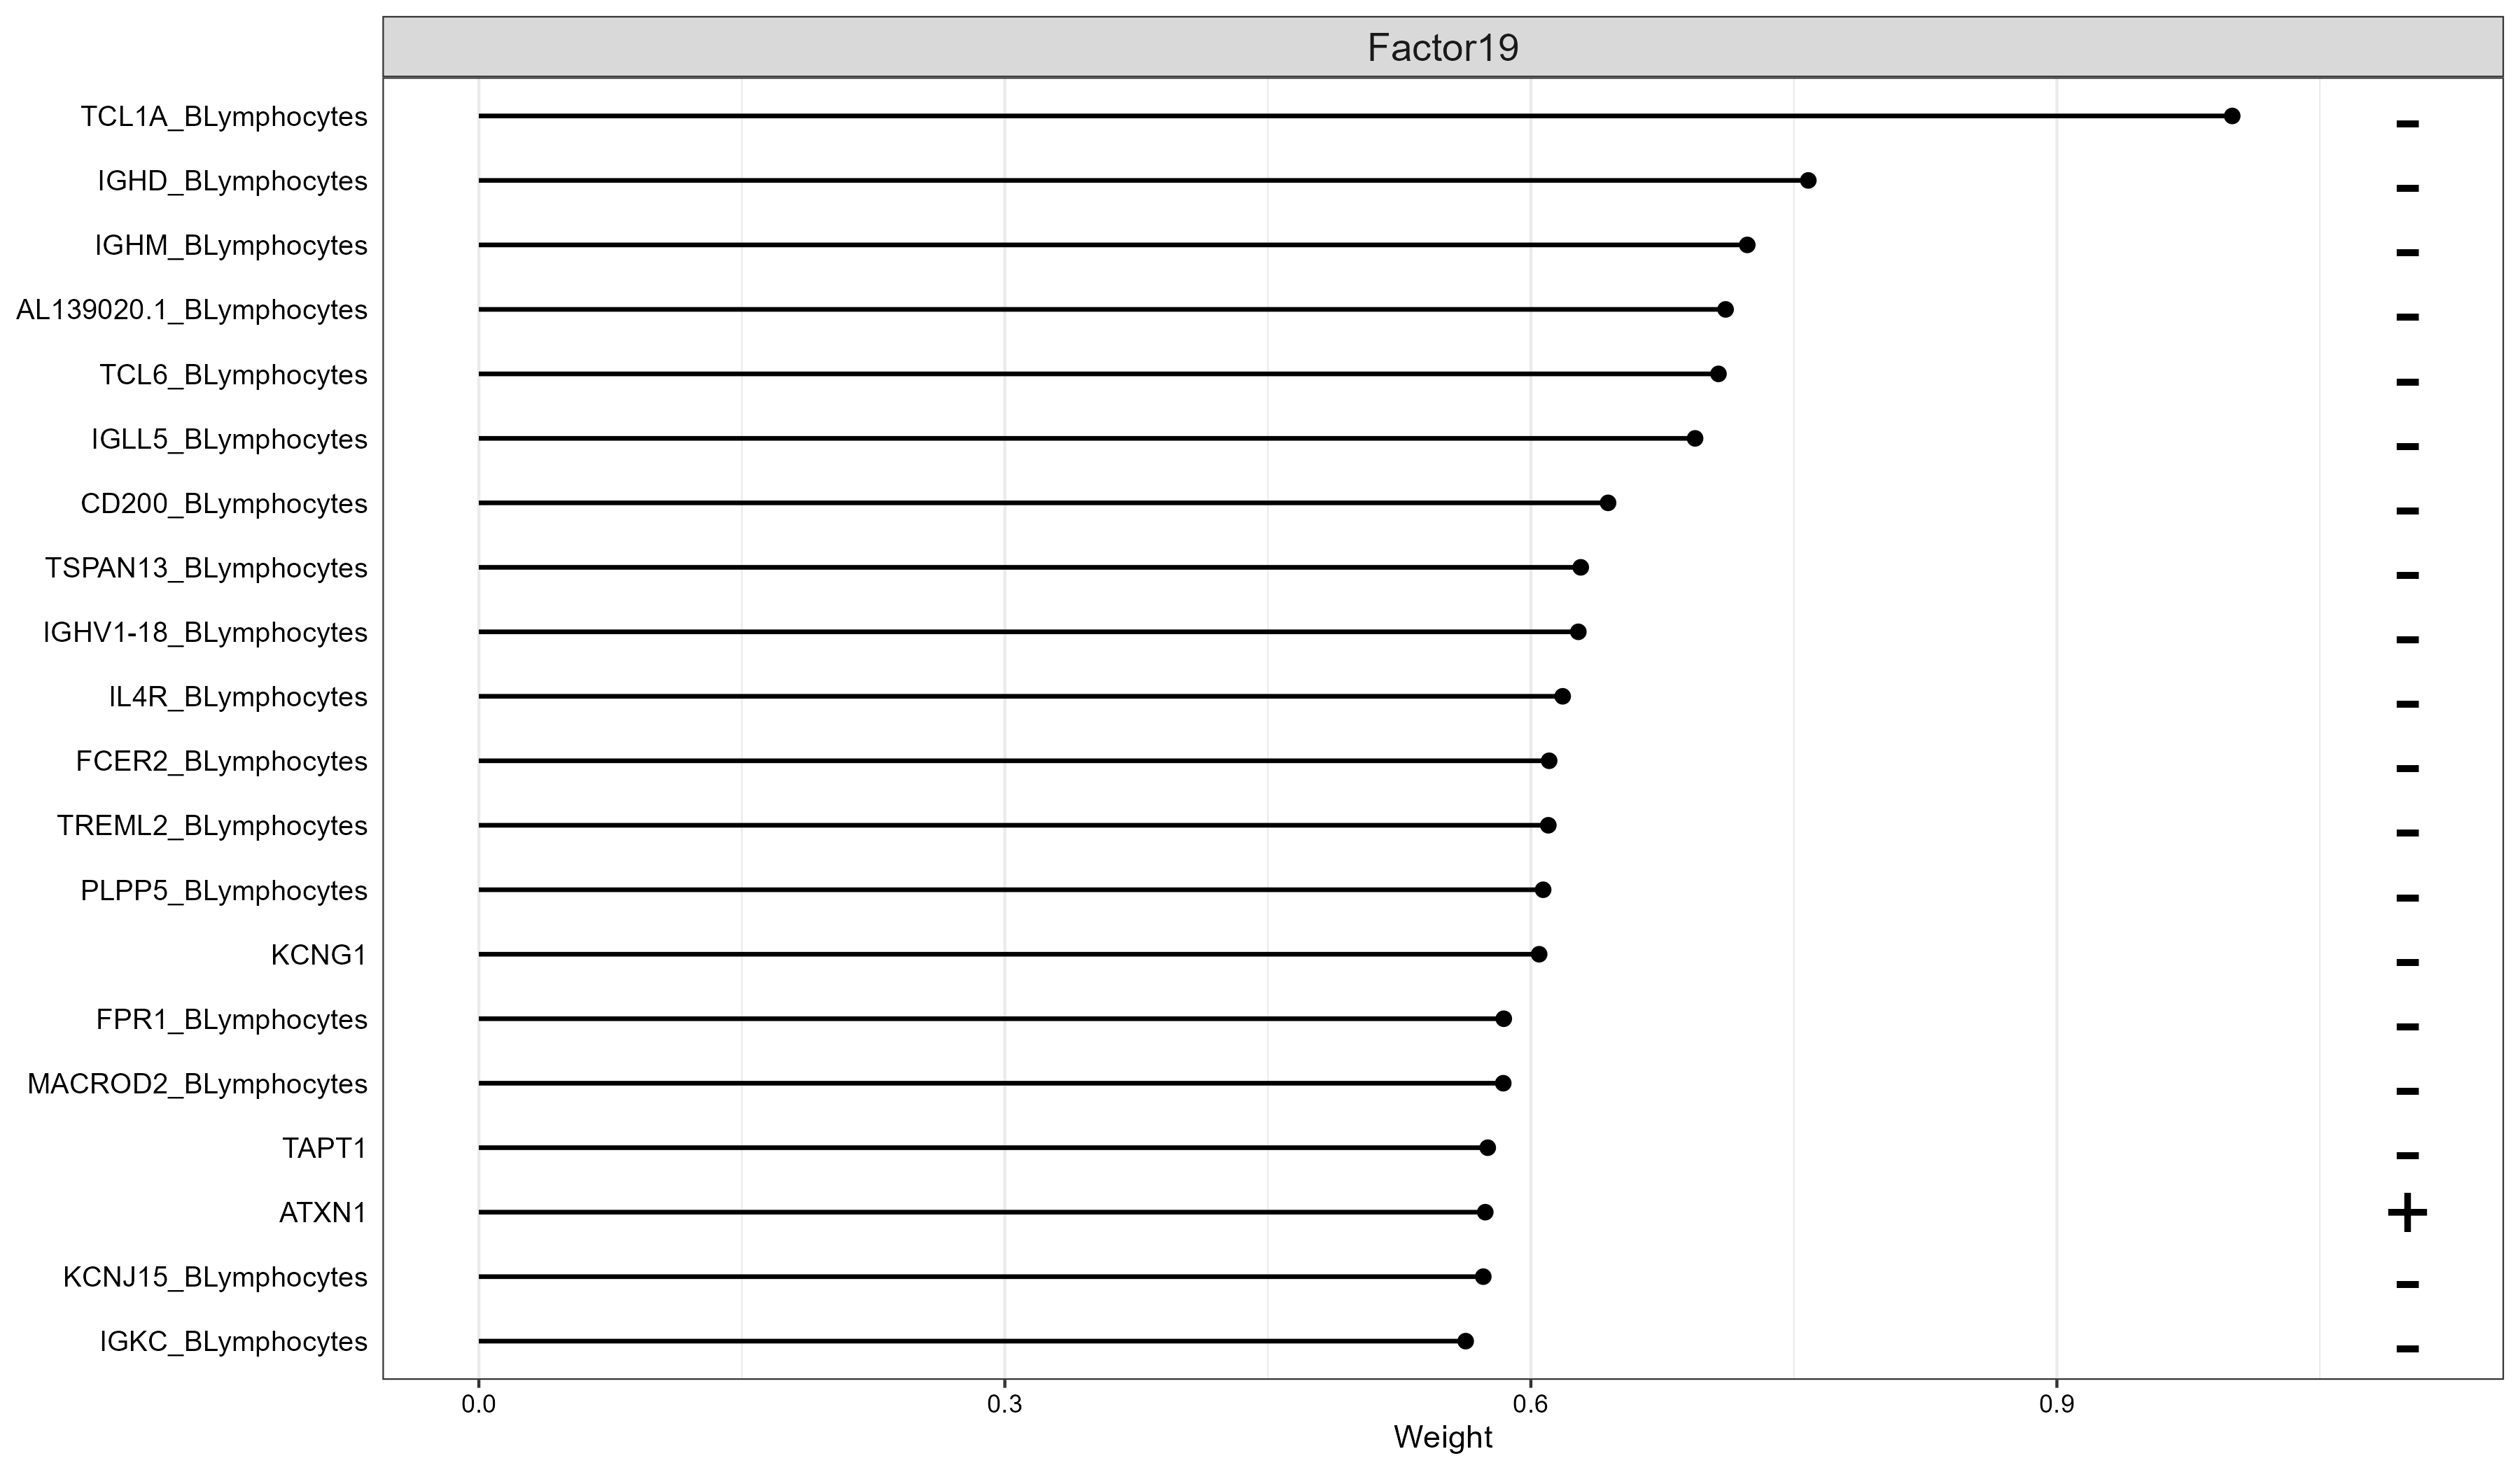 Factor19
TCL1A_BLymphocytes -
IGHD_BLymphocytes -
IGHM_BLymphocytes -
AL139020.1_BLymphocytes -
TCL6_BLymphocytes -
IGLL5_BLymphocytes -
CD200_BLymphocytes -
TSPAN13_BLymphocytes -
IGHV1-18_BLymphocytes -
IL4R_BLymphocytes -
FCER2_BLymphocytes -
TREML2_BLymphocytes -
PLPP5_BLymphocytes -
KCNG1 -
FPR1_BLymphocytes -
MACROD2_BLymphocytes -
TAPT1 -
ATXN1 +
KCNJ15_BLymphocytes -
IGKC_BLymphocytes -
0.0 0.3 0.6 0.9
Weight